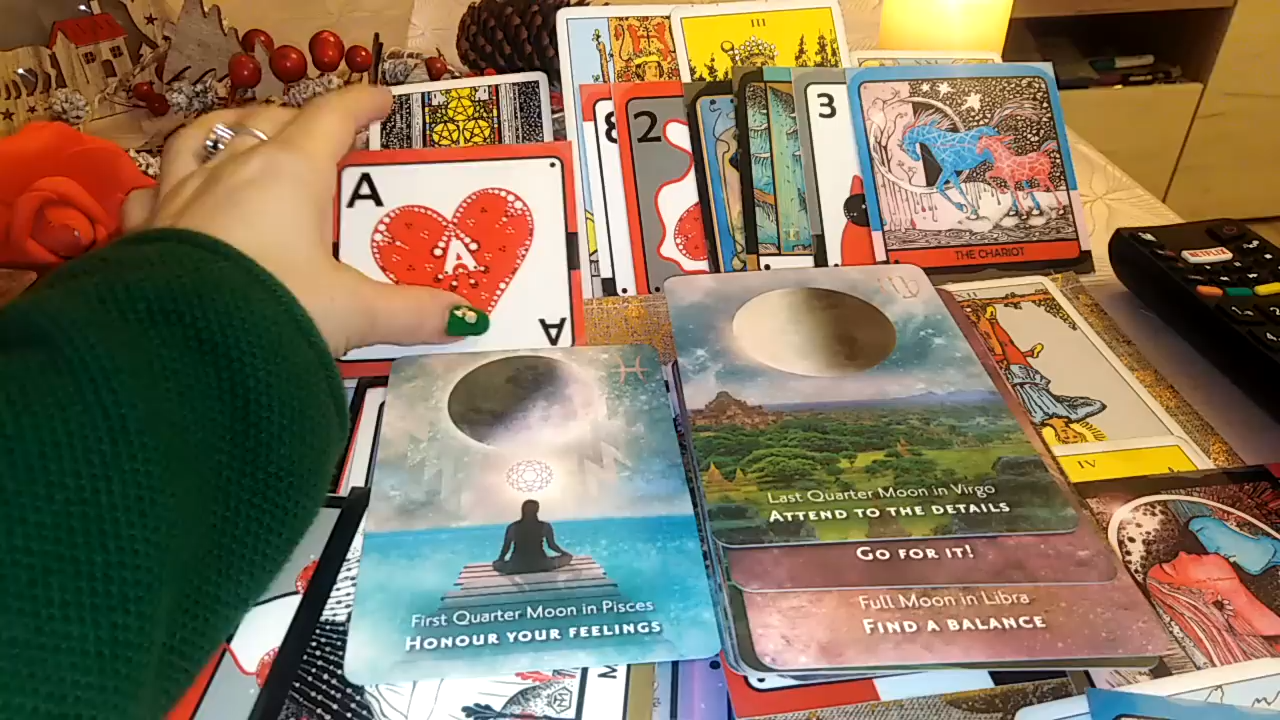 III
8
2
3
THE CHARIOT
NETFLIX
A
A
A
IV
Last Quarter Moon in Virgo
ATTEND TO THE DETAILS
GO FOR IT!
Full Moon in Libra
FIND A BALANCE
First Quarter Moon in Pisces
HONOUR YOUR FEELINGS